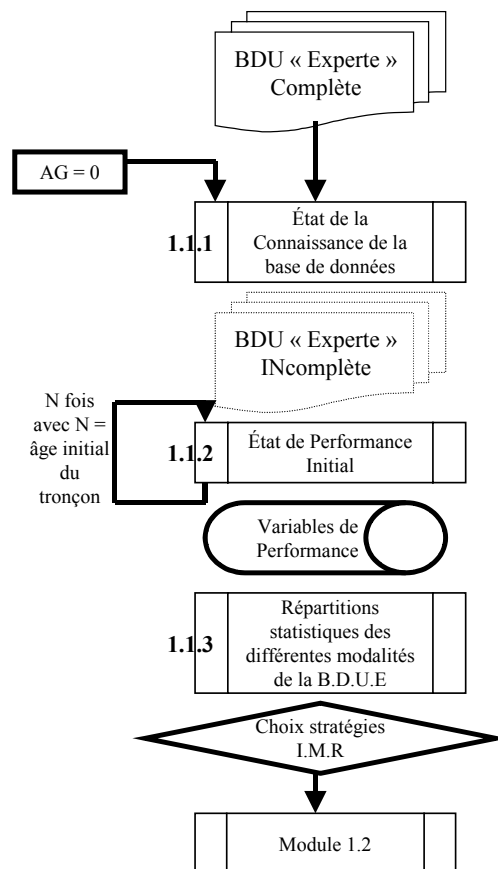 BDU « Experte »
Complète
AG = 0
1.1.1
État de la
Connaissance de la
base de données
BDU « Experte »
INcomplète
N fois
avec N =
âge initial
du
tronçon
1.1.2
État de Performance
Initial
Variables de
Performance
1.1.3
Répartitions
statistiques des
différentes modalités
de la B.D.U.E
Choix stratégies
I.M.R
Module 1.2